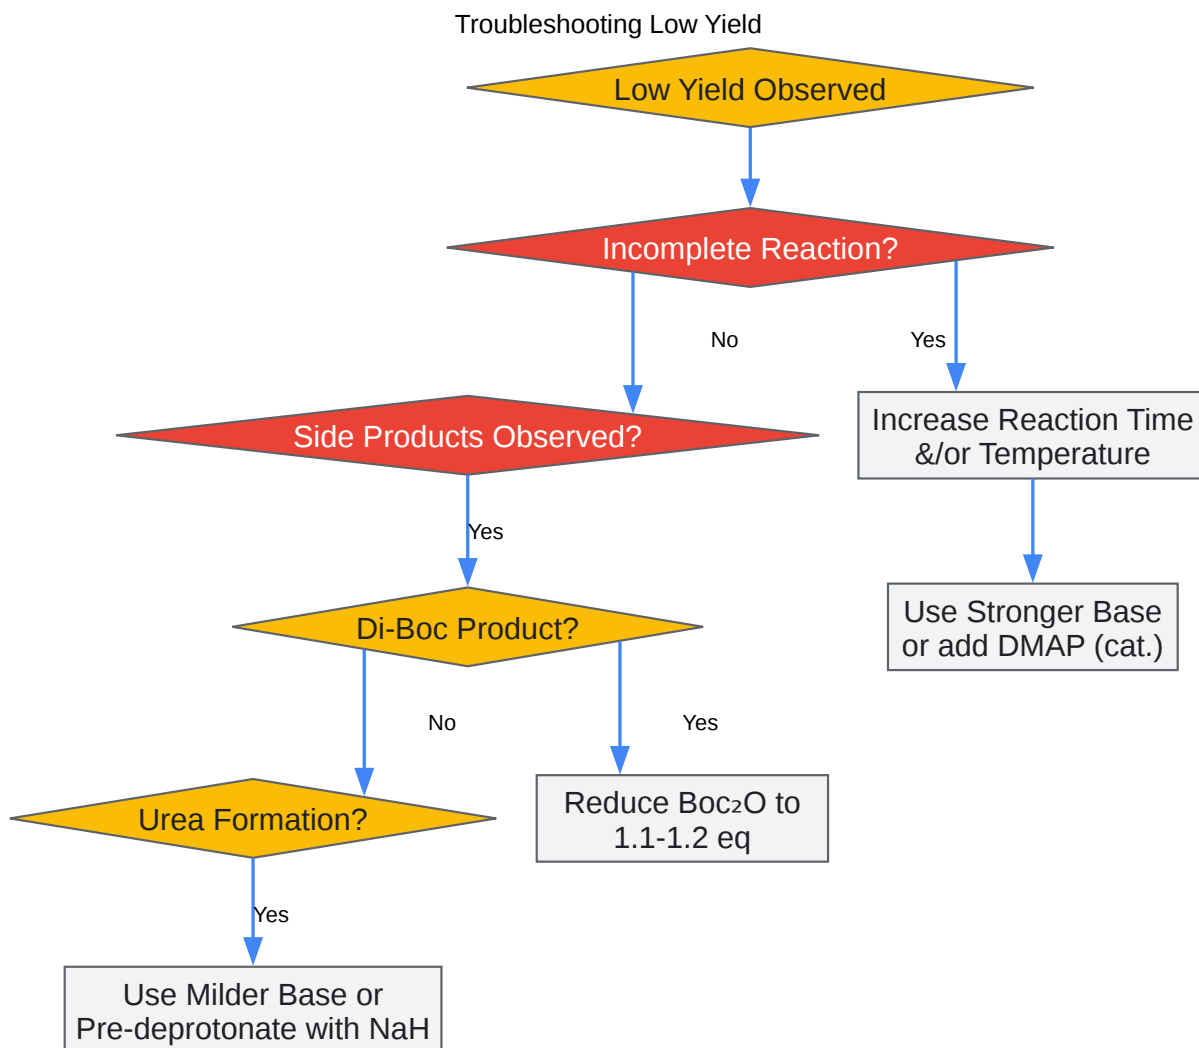 Troubleshooting Low Yield
Low Yield Observed
Incomplete Reaction?
No
Yes
Side Products Observed?
Increase Reaction Time
&/or Temperature
Yes
Use Stronger Base
or add DMAP (cat.)
Di-Boc Product?
No
Yes
Urea Formation?
Reduce Boc₂O to
1.1-1.2 eq
Yes
Use Milder Base or
Pre-deprotonate with NaH